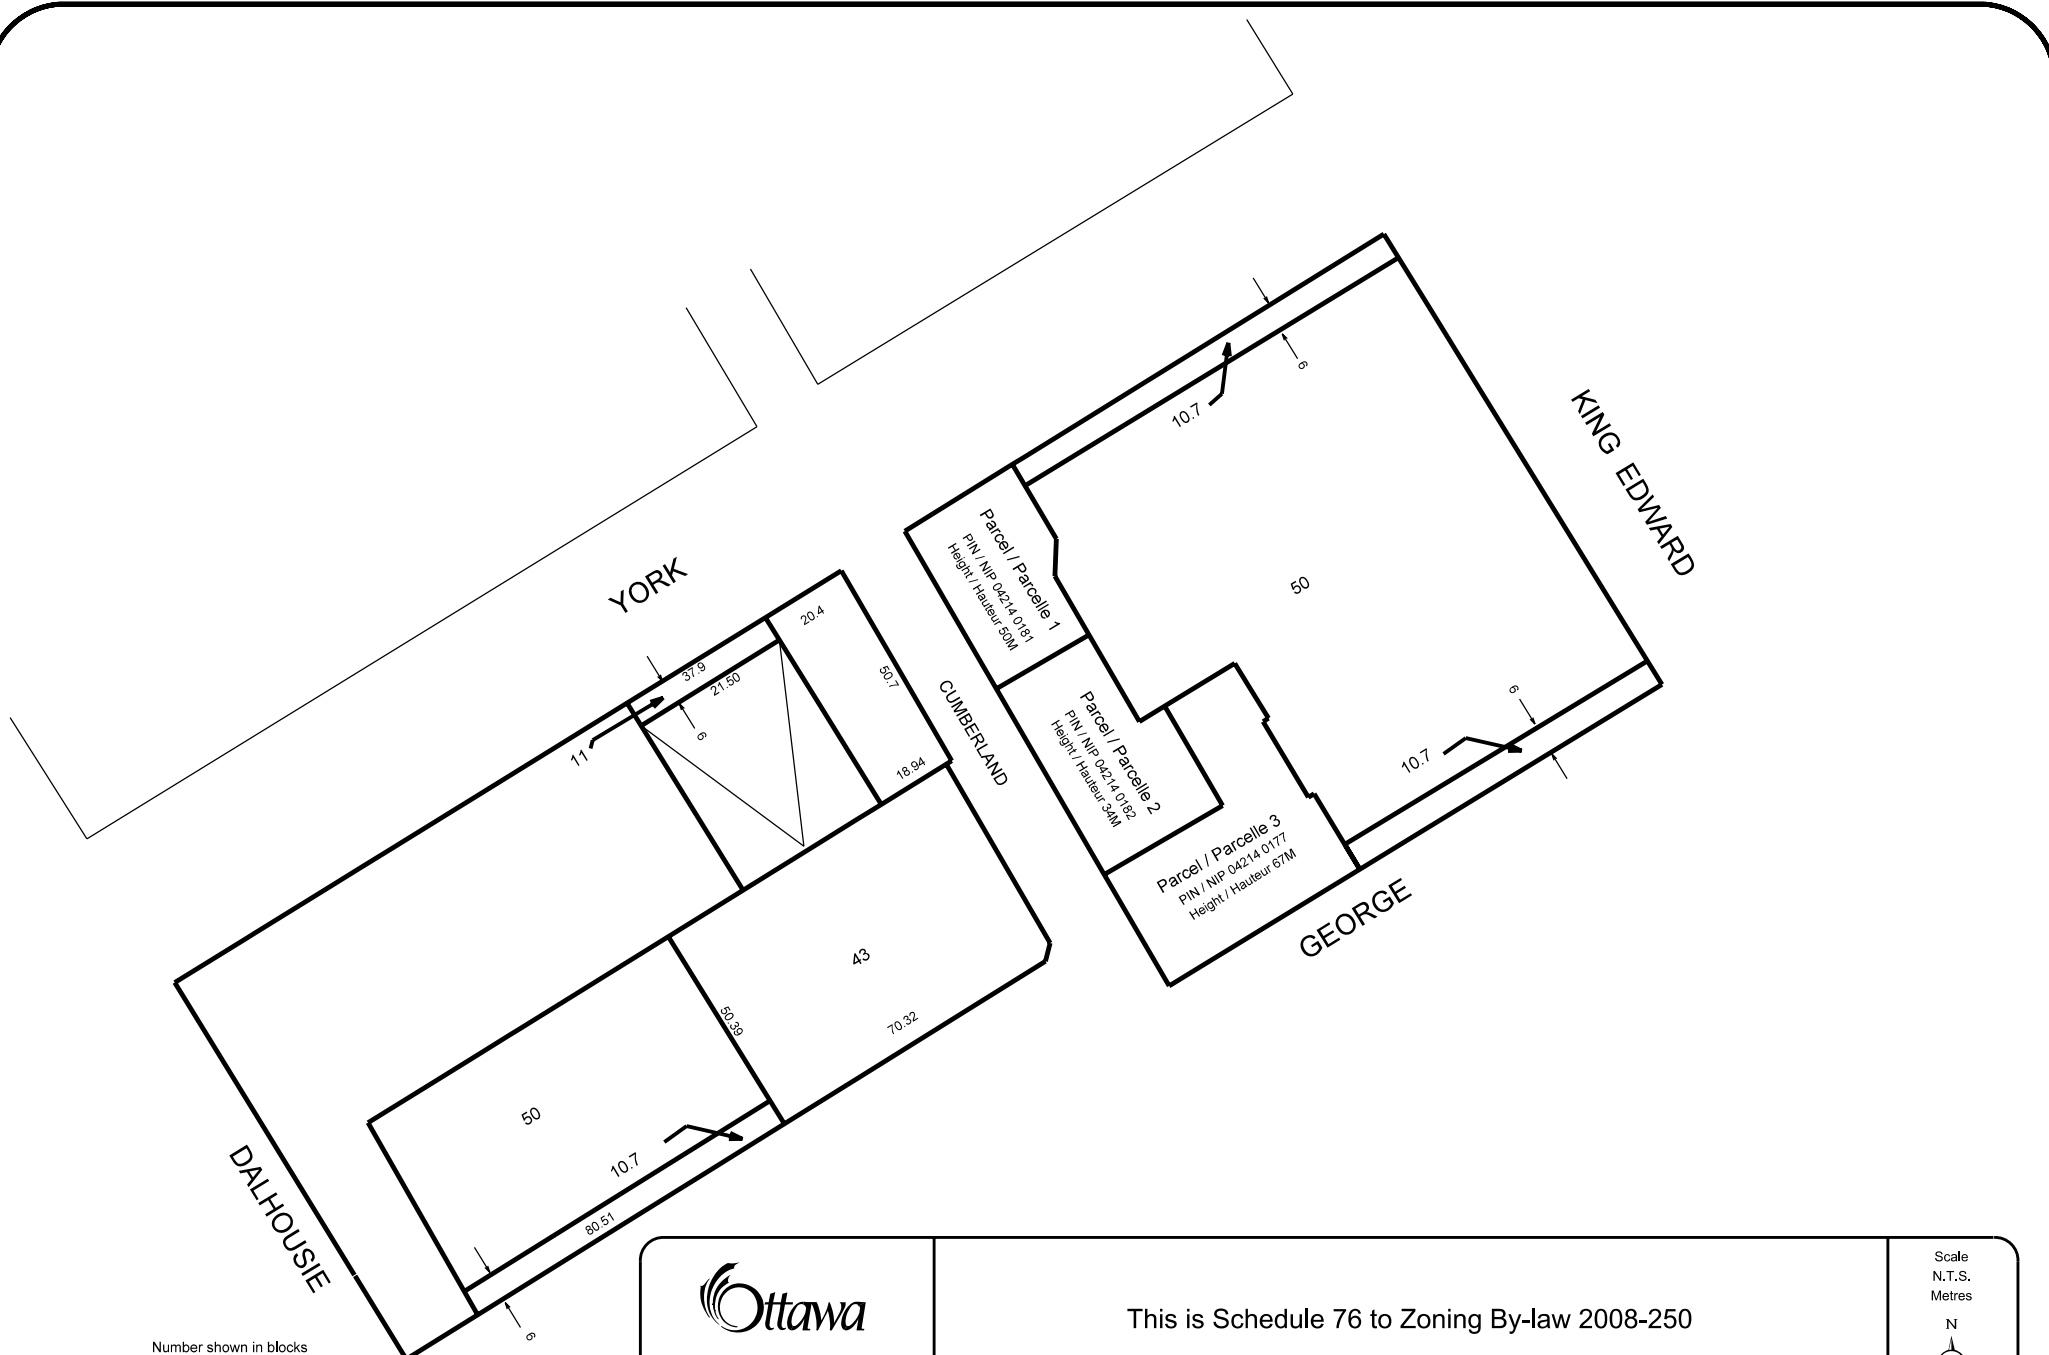 6
10.7
KING EDWARD
Parcel / Parcelle 1
PIN / NIP 04214 0181
Height / Hauteur 50M
50
YORK
20.4
37.9
21.50
50.7
11
6
CUMBERLAND
18.94
Parcel / Parcelle 2
PIN / NIP 04214 0182
Height / Hauteur 34M
6
10.7
Parcel / Parcelle 3
PIN / NIP 04214 0177
Height / Hauteur 67M
GEORGE
43
50.39
70.32
50
10.7
80.51
DALHOUSIE
6
Number shown in blocks
Ottawa
This is Schedule 76 to Zoning By-law 2008-250
Scale
N.T.S.
Metres
N